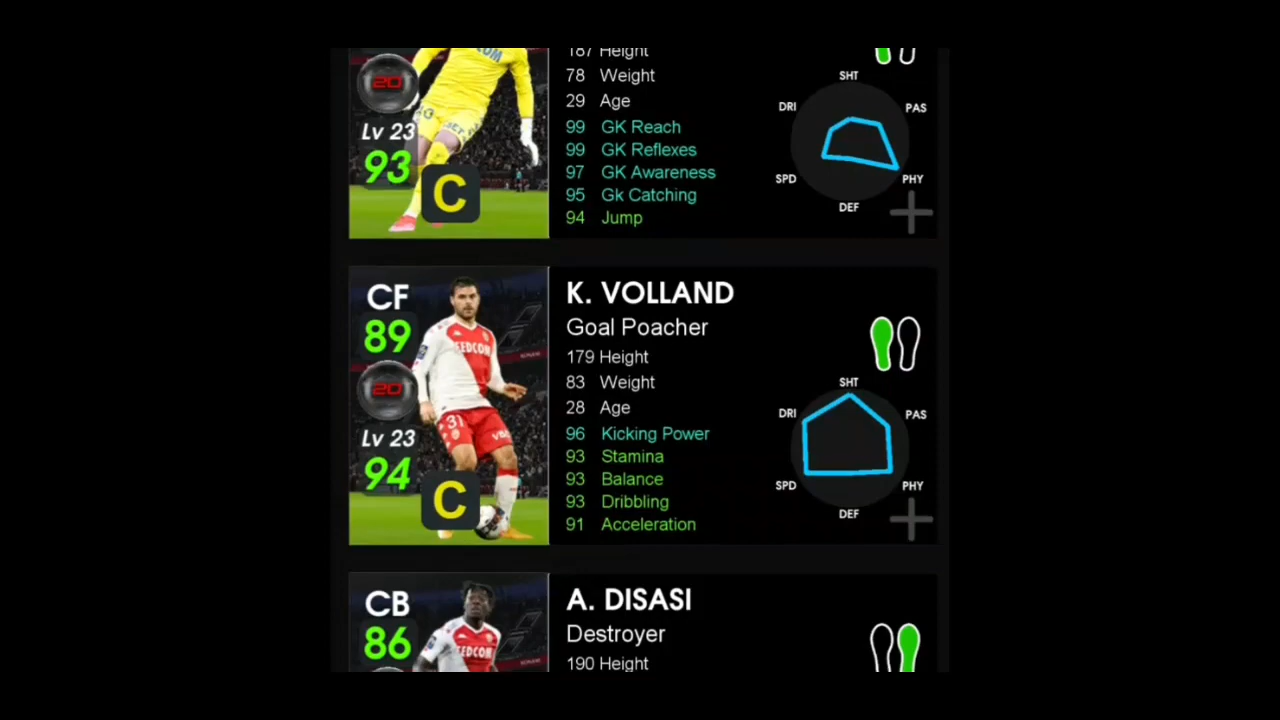 187 Height
78 Weight
29 Age
99 GK Reach
99 GK Reflexes
97 GK Awareness
95 Gk Catching
94 Jump
20
Lv 23
93
C
SHT
DRI
PAS
SPD
PHY
DEF
CF
89
20
Lv 23
94
C
31
K. VOLLAND
Goal Poacher
179 Height
83 Weight
28 Age
96 Kicking Power
93 Stamina
93 Balance
93 Dribbling
91 Acceleration
SHT
DRI
PAS
SPD
PHY
DEF
CB
86
A. DISASI
Destroyer
190 Height